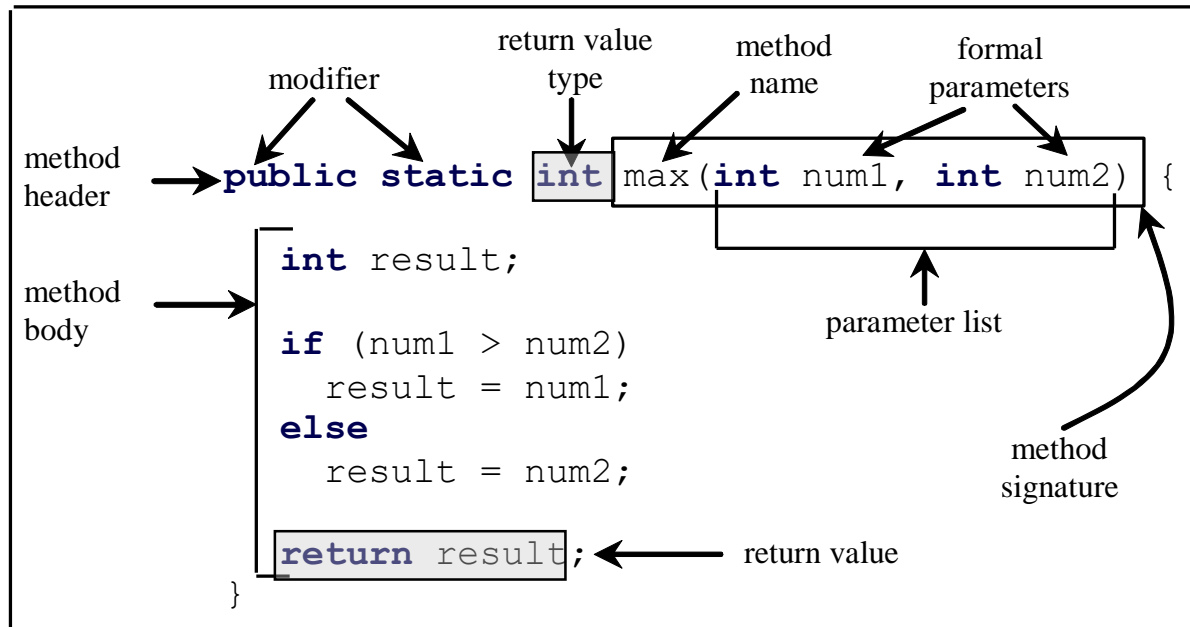 return value
type
method
name
formal
parameters
modifier
method
header
public static int max(int num1, int num2) {
int result;
method
body
parameter list
if (num1 > num2)
result = num1;
else
result = num2;
method
signature
return result;
return value
}